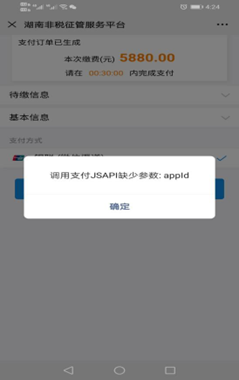 4:24
湖南非税征管服务平台
支付订单已生成
本次缴费(元) 5880.00
请在 00:30:00 内完成支付
待缴信息
基本信息
支付方式
调用支付JSAPI缺少参数: appId
确定